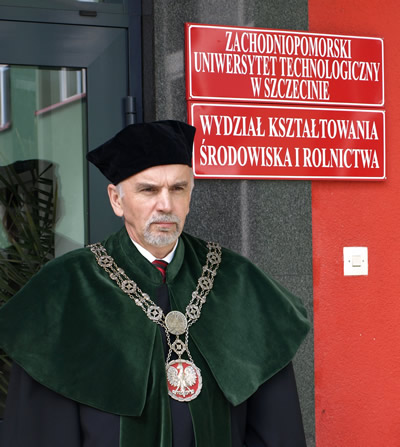 ZACHODNIOPOMORSKI
UNIWERSYTET TECHNOLOGICZNY
W SZCZECINIE
WYDZIAŁ KSZTAŁTOWANIA
ŚRODOWISKA I ROLNICTWA